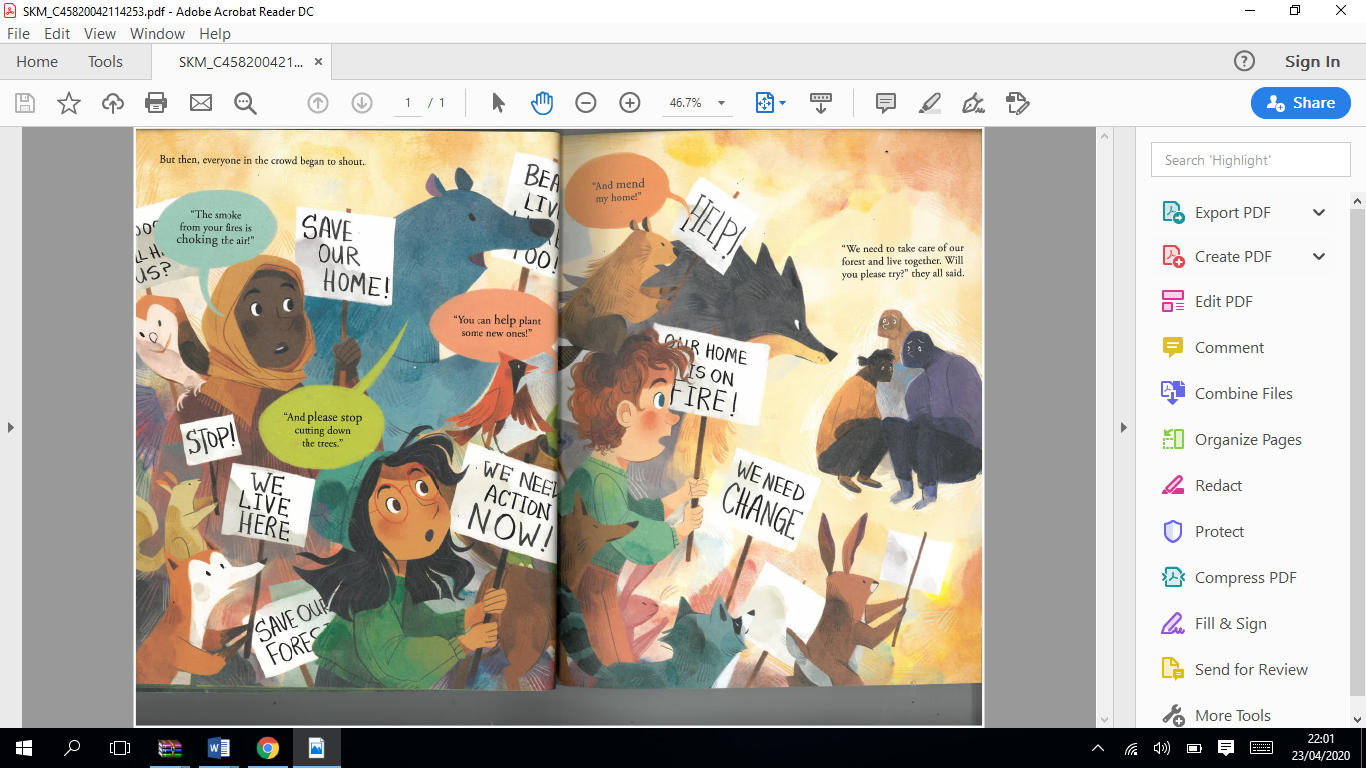 SKM_C45820042114253.pdf - Adobe Acrobat Reader DC
File Edit View Window Help
Home Tools SKM_C458200421... ×
Sign In
1 / 1
46.7%
Share
But then, everyone in the crowd began to shout.
"The smoke
from your fires is
choking the air!"
US?
SAVE
OUR
HOME!
BEA
LIV
TOO!
"You can help plant
some new ones!"
"And please stop
cutting down
the trees."
STOP!
WE
LIVE
HERE
WE NEED
ACTION
NOW!
SAVE OUR
FOREST
"And mend
my home!"
HELP!
"We need to take care of our
forest and live together. Will
you please try?" they all said.
OUR HOME
IS ON
FIRE!
WE NEED
CHANGE
Search 'Highlight'
Export PDF
Create PDF
Edit PDF
Comment
Combine Files
Organize Pages
Redact
Protect
Compress PDF
Fill & Sign
Send for Review
More Tools
22:01
23/04/2020